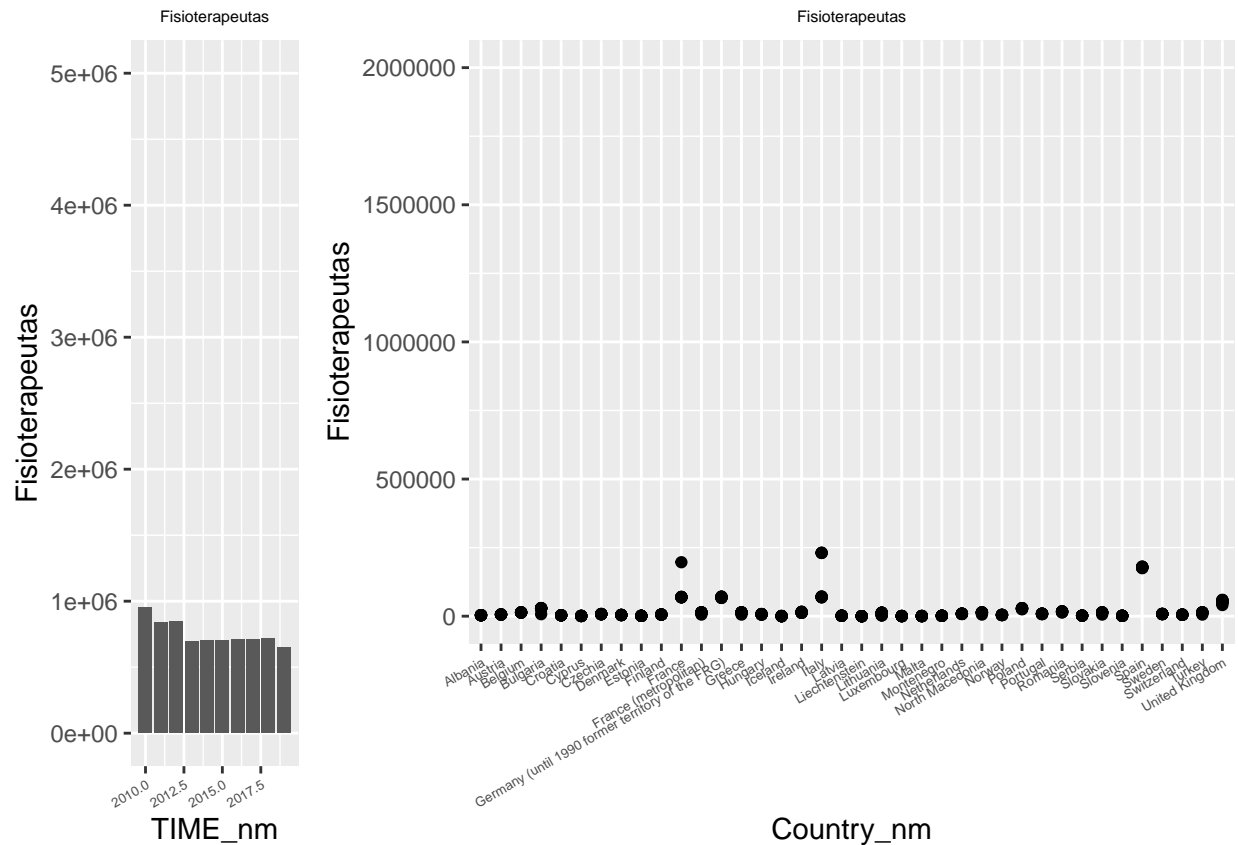 Fisioterapeutas
Fisioterapeutas
5e+06
4e+06
3e+06
2e+06
1e+06
0e+00
Fisioterapeutas
2010.0
2012.5
2015.0
2017.5
TIME_nm
Fisioterapeutas
2000000
1500000
1000000
500000
0
Albania
Austria
Belgium
Bulgaria
Croatia
Cyprus
Czechia
Denmark
Estonia
Finland
France
France (metropolitan)
Germany (until 1990 former territory of the FRG)
Greece
Hungary
Iceland
Ireland
Italy
Latvia
Liechtenstein
Lithuania
Luxembourg
Malta
Montenegro
Netherlands
North Macedonia
Norway
Poland
Portugal
Romania
Serbia
Slovakia
Slovenia
Spain
Sweden
Switzerland
Turkey
United Kingdom
Country_nm